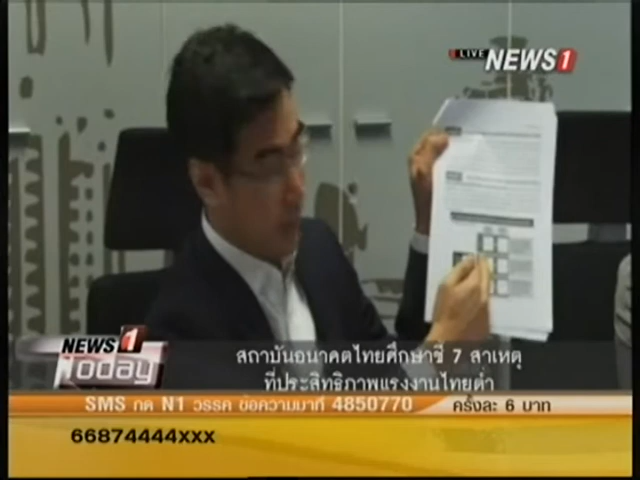 LIVE NEWS1
NEWS 1
Today
สถาบันอนาคตไทยศึกษาชี้ 7 สาเหตุ
ที่ประสิทธิภาพแรงงานไทยต่ำ
SMS กด N1 วรรค ข้อความมาที่ 4850770 ครั้งละ 6 บาท
66874444xxx